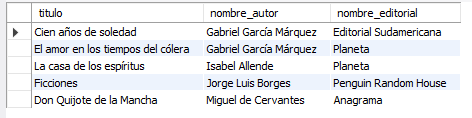 titulo nombre_autor nombre_editorial
Cien años de soledad Gabriel García Márquez Editorial Sudamericana
El amor en los tiempos del cólera Gabriel García Márquez Planeta
La casa de los espíritus Isabel Allende Planeta
Ficciones Jorge Luis Borges Penguin Random House
Don Quijote de la Mancha Miguel de Cervantes Anagrama